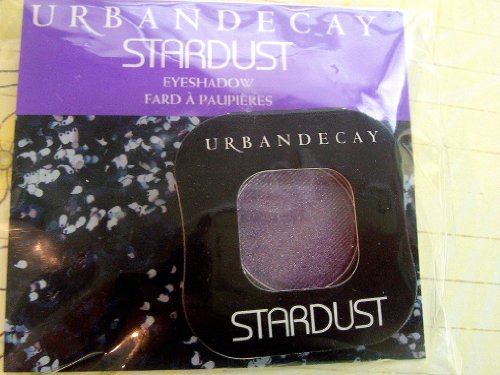 URBANDECAY
STARDUST
EYESHADOW
FARD À PAUPIÈRES
URBANDECAY
STARDUST